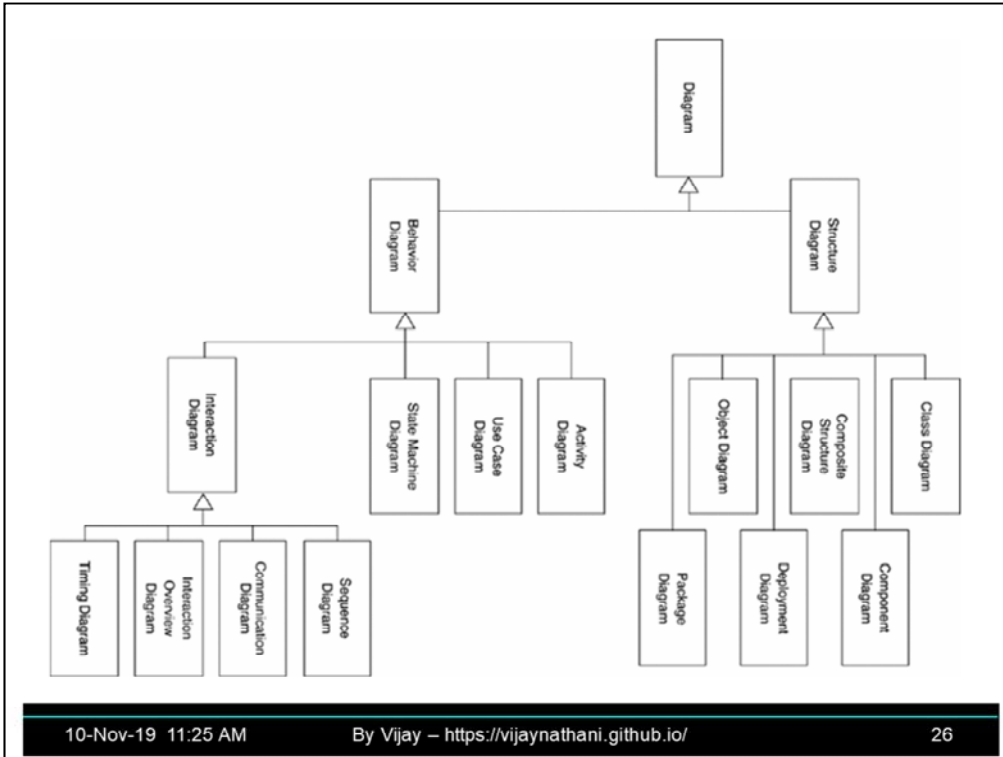 Diagram
Behavior
Diagram
Structure
Diagram
Interaction
Diagram
State Machine
Diagram
Use Case
Diagram
Activity
Diagram
Object Diagram
Composite
Structure
Diagram
Class Diagram
Timing Diagram
Interaction
Overview
Diagram
Communication
Diagram
Sequence
Diagram
Package
Diagram
Deployment
Diagram
Component
Diagram
10-Nov-19 11:25 AM
By Vijay – https://vijaynathani.github.io/
26